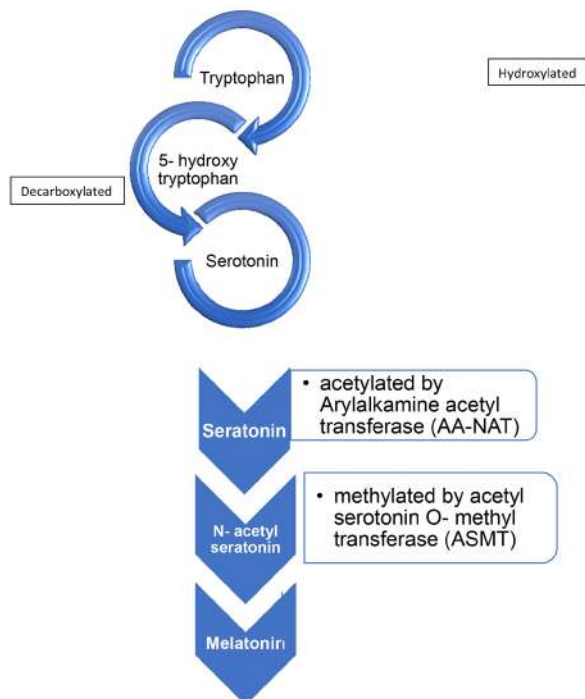 Tryptophan
Hydroxylated
5- hydroxy
tryptophan
Decarboxylated
Serotonin
Seratonin
• acetylated by
Arylalkamine acetyl
transferase (AA-NAT)
N- acetyl
seratonin
• methylated by acetyl
serotonin O- methyl
transferase (ASMT)
Melatonin